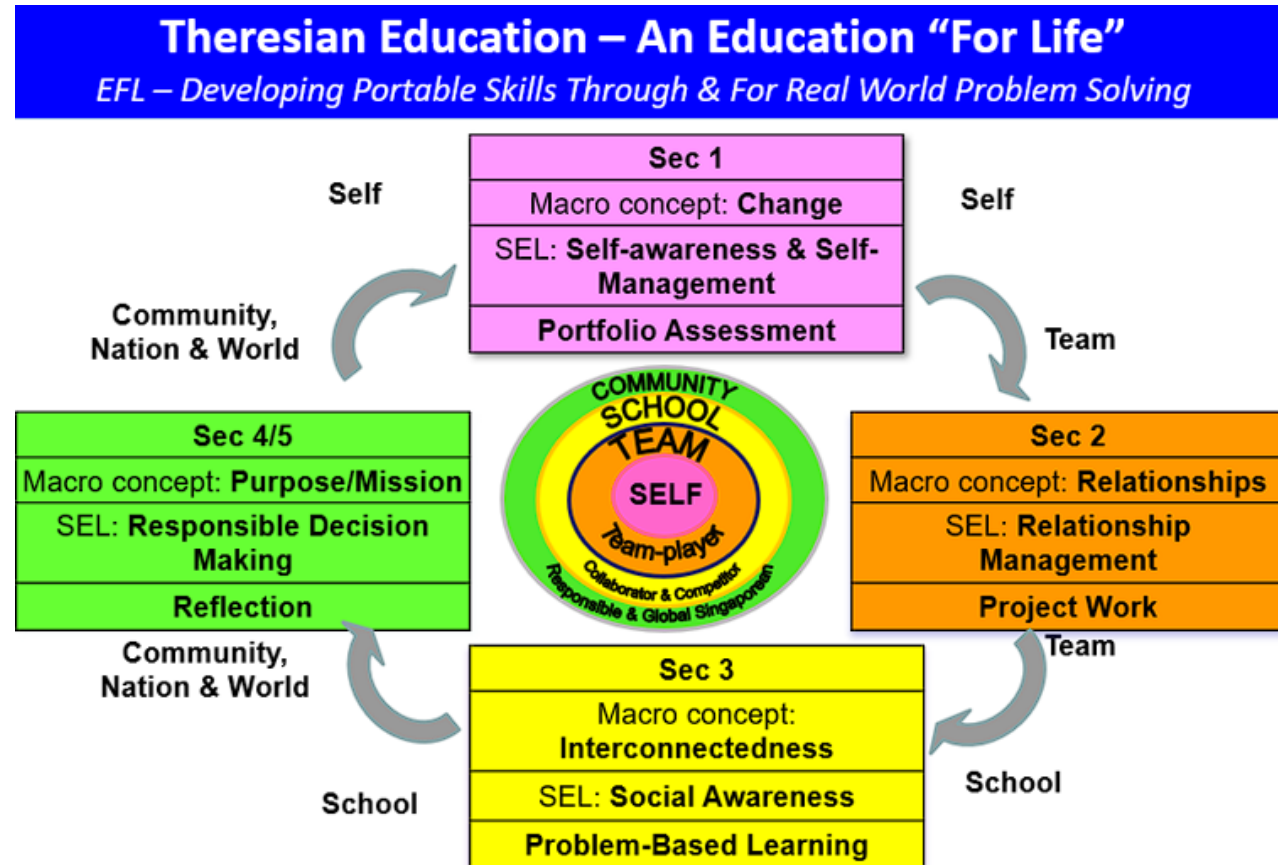 Theresian Education – An Education “For Life”
EFL – Developing Portable Skills Through & For Real World Problem Solving
Sec 1
Macro concept: Change
SEL: Self-awareness & Self-
Management
Portfolio Assessment
Self
Self
Community,
Nation & World
Team
COMMUNITY
SCHOOL
TEAM
SELF
Team-player
Collaborator & Competitor
Responsible & Global Singaporean
Sec 4/5
Macro concept: Purpose/Mission
SEL: Responsible Decision
Making
Reflection
Sec 2
Macro concept: Relationships
SEL: Relationship
Management
Project Work
Community,
Nation & World
Team
Sec 3
Macro concept:
Interconnectedness
SEL: Social Awareness
Problem-Based Learning
School
School